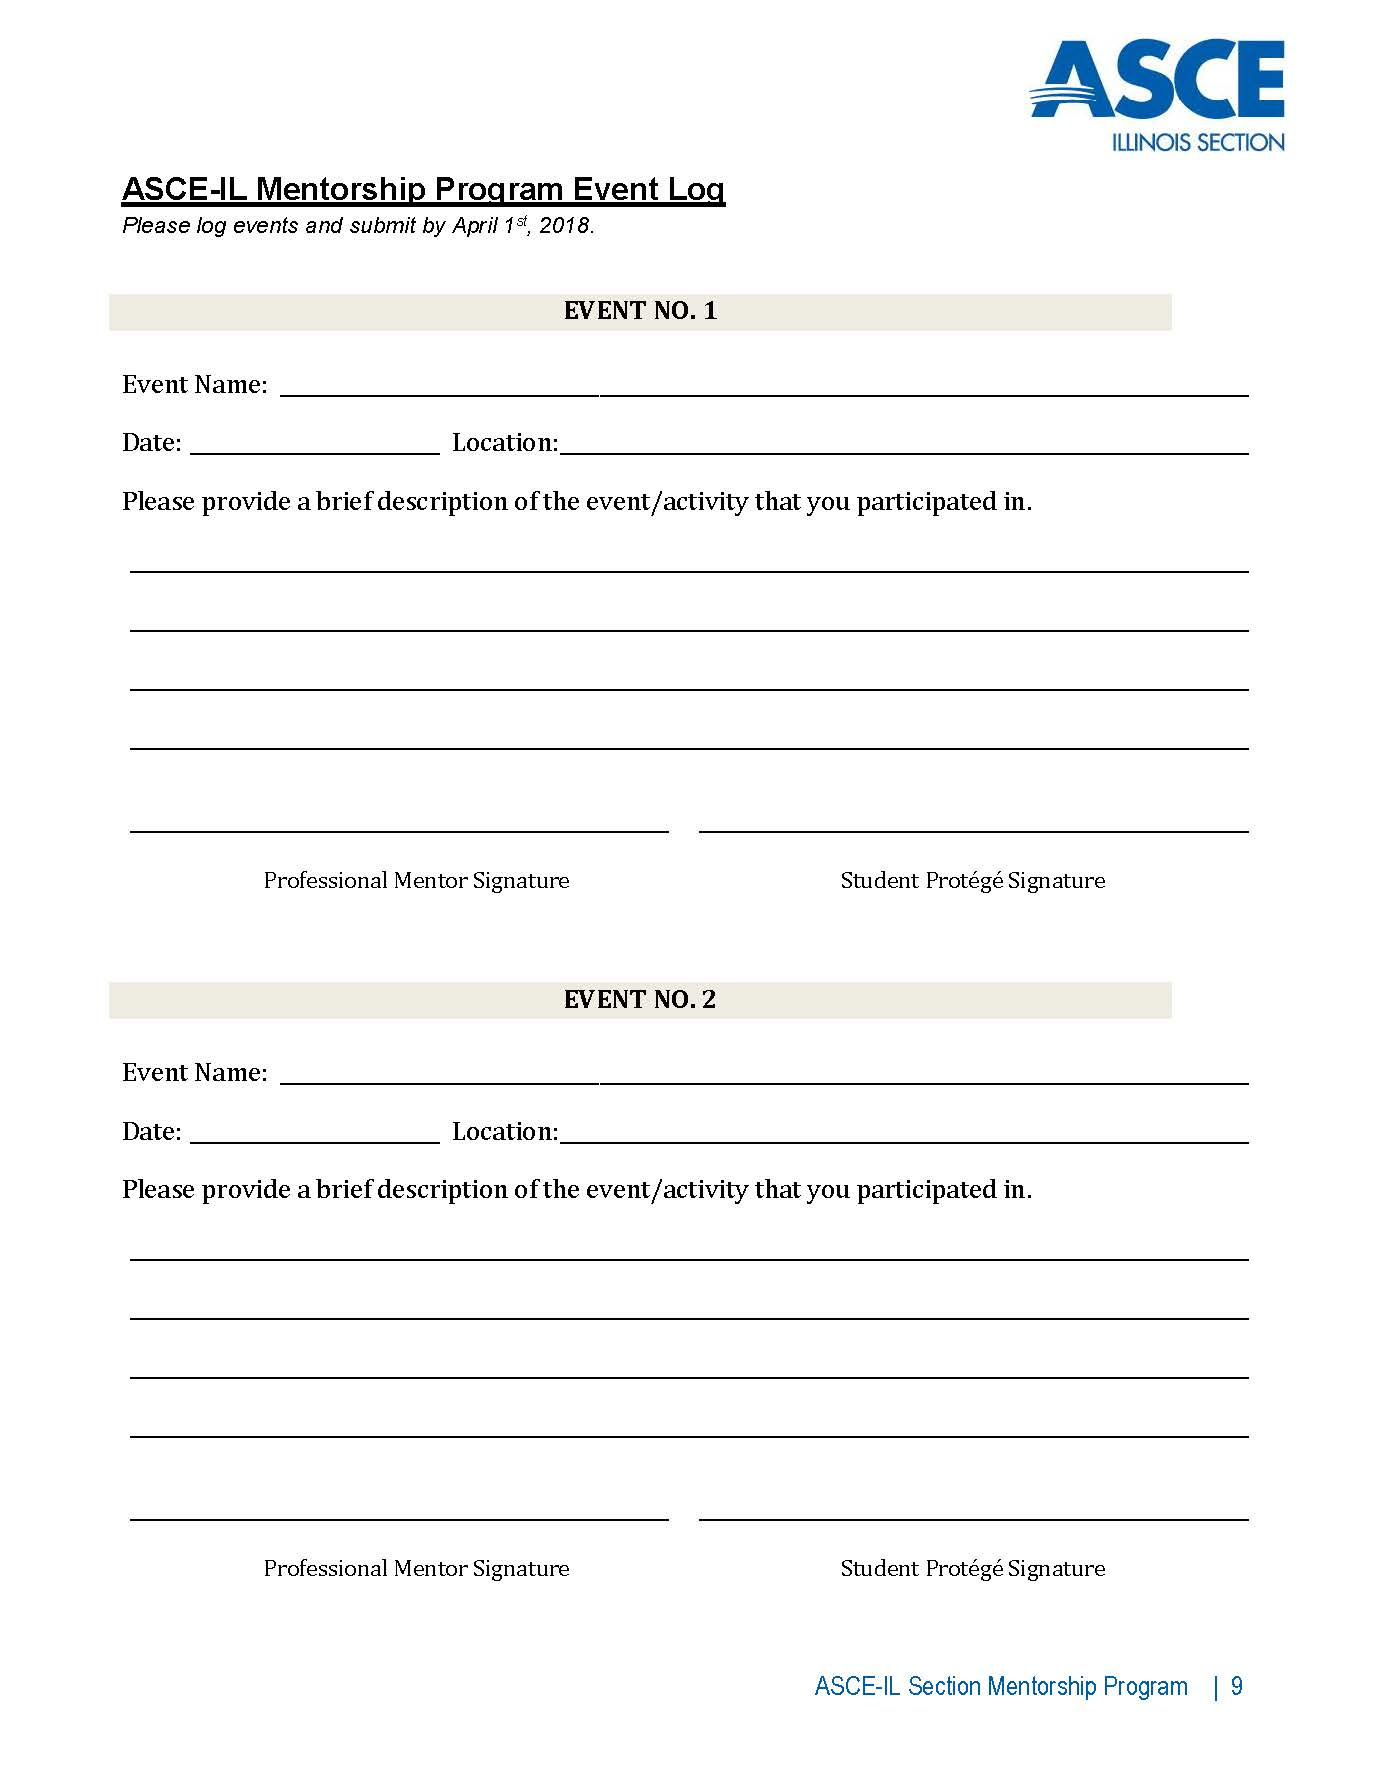 ASCE
ILLINOIS SECTION
ASCE-IL Mentorship Program Event Log
Please log events and submit by April 1st, 2018.
EVENT NO. 1
Event Name:
Date: Location:
Please provide a brief description of the event/activity that you participated in.
Professional Mentor Signature Student Protégé Signature
EVENT NO. 2
Event Name:
Date: Location:
Please provide a brief description of the event/activity that you participated in.
Professional Mentor Signature Student Protégé Signature
ASCE-IL Section Mentorship Program | 9